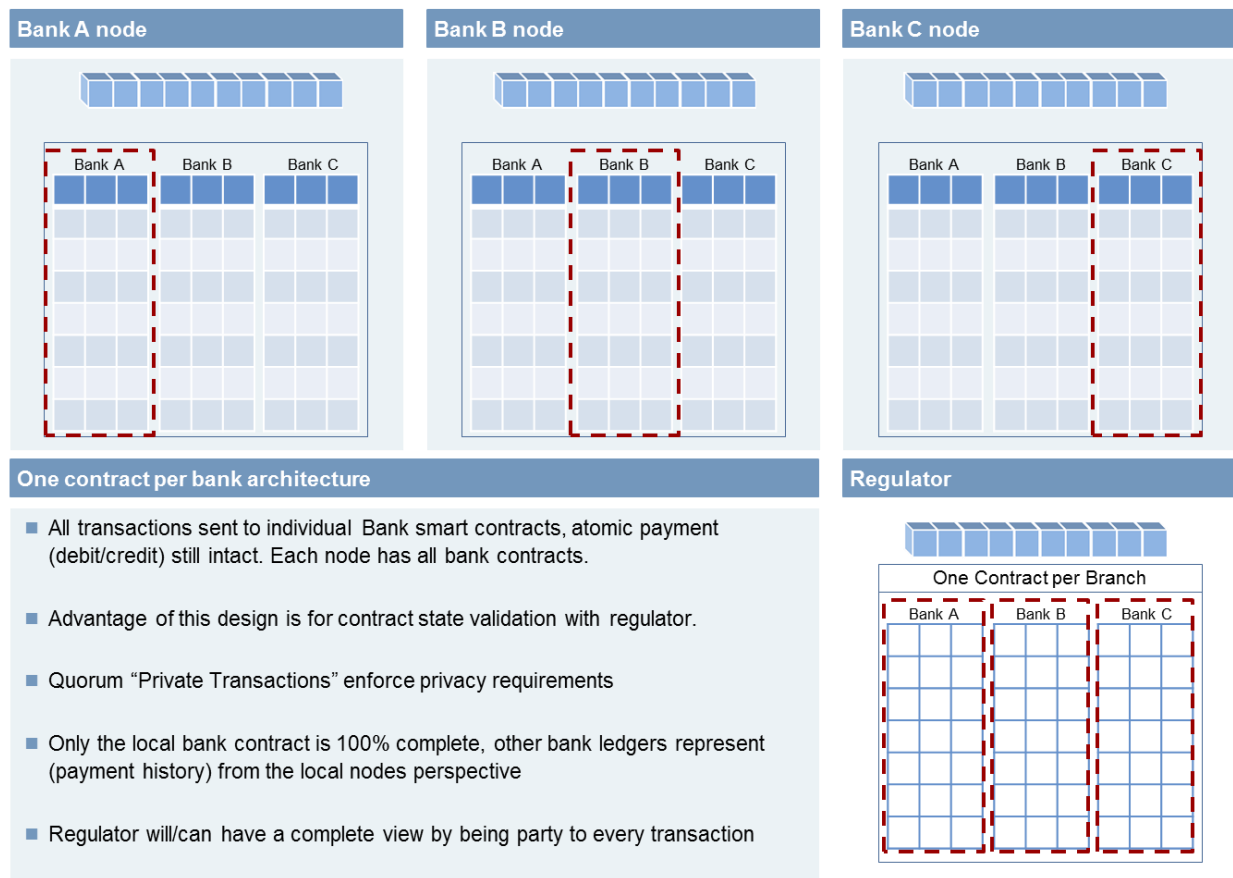 Bank A node
Bank B node
Bank C node
Bank A Bank B Bank C
Bank A Bank B Bank C
Bank A Bank B Bank C
One contract per bank architecture
All transactions sent to individual Bank smart contracts, atomic payment
(debit/credit) still intact. Each node has all bank contracts.
Advantage of this design is for contract state validation with regulator.
Quorum “Private Transactions” enforce privacy requirements
Only the local bank contract is 100% complete, other bank ledgers represent
(payment history) from the local nodes perspective
Regulator will/can have a complete view by being party to every transaction
Regulator
One Contract per Branch
Bank A Bank B Bank C